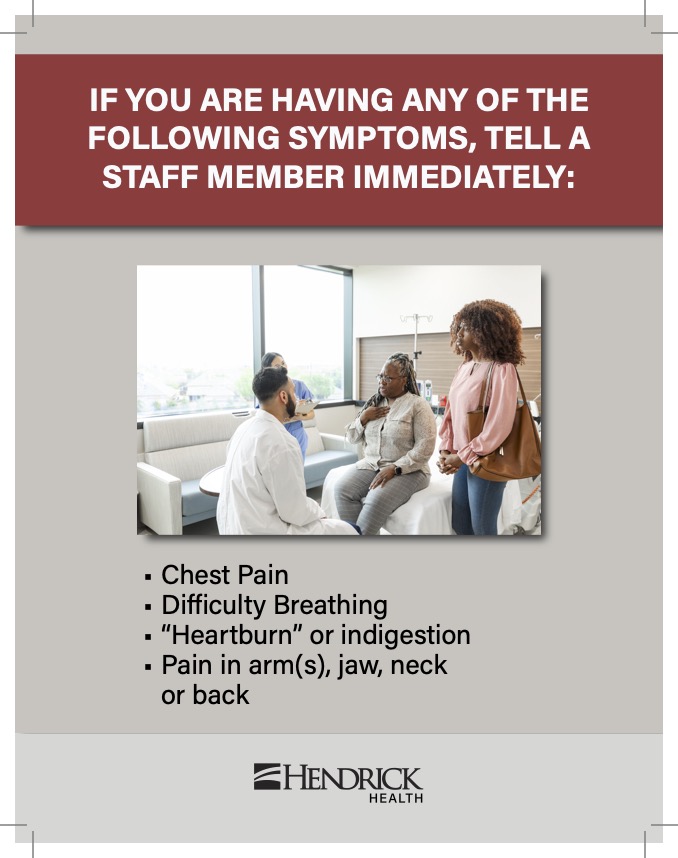 IF YOU ARE HAVING ANY OF THE
FOLLOWING SYMPTOMS, TELL A
STAFF MEMBER IMMEDIATELY:
▪ Chest Pain
▪ Difficulty Breathing
▪ “Heartburn” or indigestion
▪ Pain in arm(s), jaw, neck
or back
HENDRICK
HEALTH